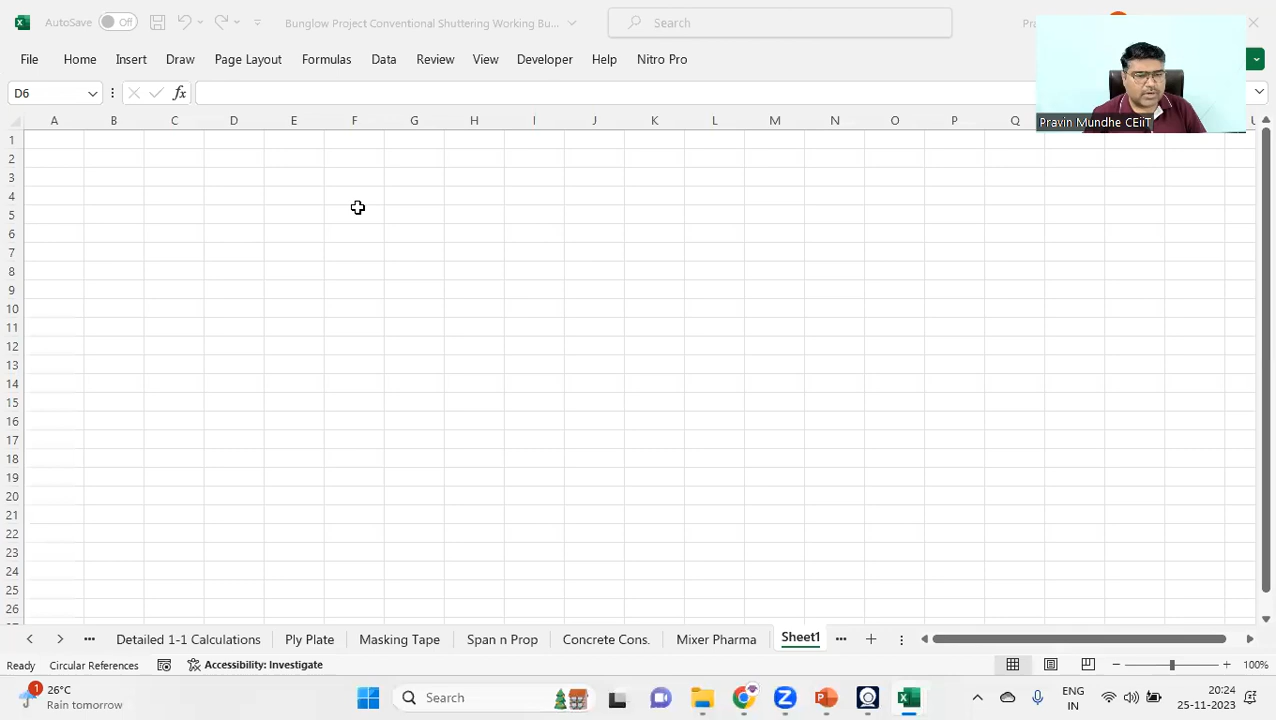 AutoSave Off Bunglow Project Conventional Shuttering Working Bu... Search Pra
File Home Insert Draw Page Layout Formulas Data Review View Developer Help Nitro Pro
D6 fx
Pravin Mundhe CEiiT
A B C D E F G H I J K L M N O P Q U
1
2
3
4
5
6
7
8
9
10
11
12
13
14
15
16
17
18
19
20
21
22
23
24
25
26
Detailed 1-1 Calculations Ply Plate Masking Tape Span n Prop Concrete Cons. Mixer Pharma Sheet1
Ready Circular References Accessibility: Investigate 100%
1 26°C Search ENG 20:24
Rain tomorrow IN 25-11-2023